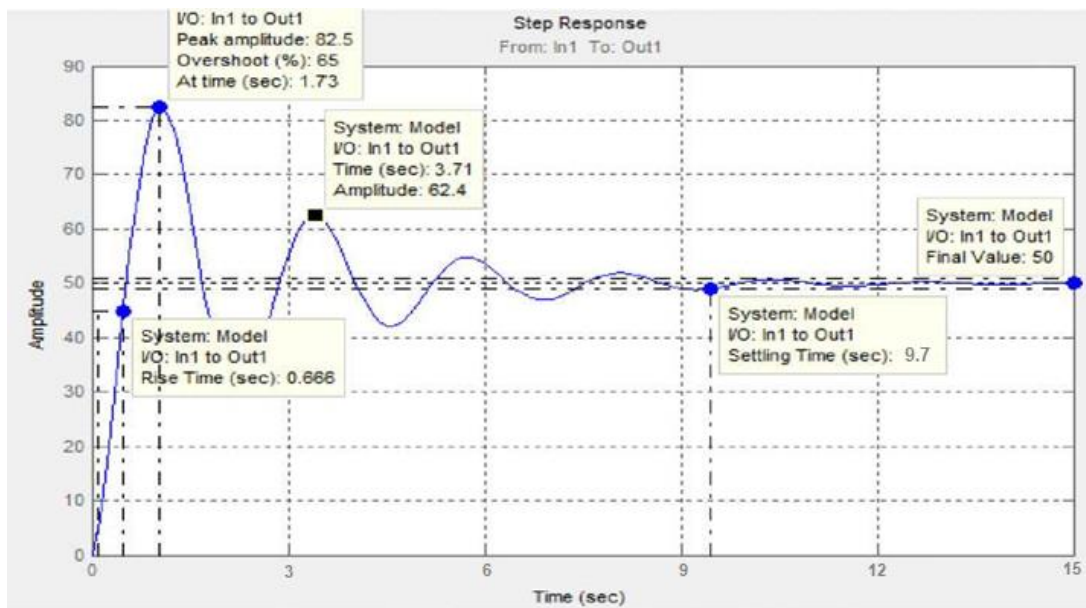 Step Response
From: In1 To: Out1
I/O: In1 to Out1
Peak amplitude: 82.5
Overshoot (%): 65
At time (sec): 1.73
System: Model
I/O: In1 to Out1
Time (sec): 3.71
Amplitude: 62.4
System: Model
I/O: In1 to Out1
Final Value: 50
System: Model
I/O: In1 to Out1
Rise Time (sec): 0.666
System: Model
I/O: In1 to Out1
Settling Time (sec): 9.7
Amplitude
90
80
70
60
50
40
30
20
10
0
0 3 6 9 12 15
Time (sec)